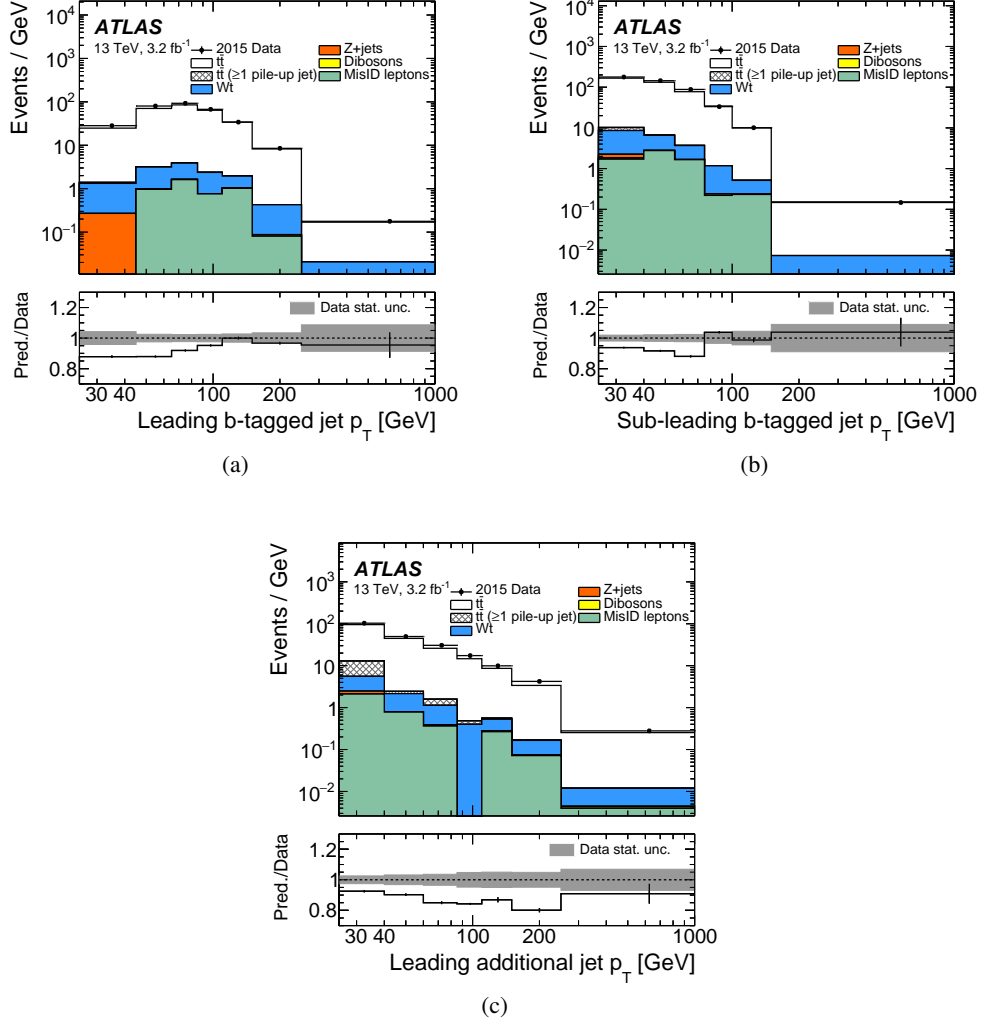 ATLAS
13 TeV, 3.2 fb⁻¹
2015 Data
tt̄
tt̄ (≥1 pile-up jet)
Wt
Z+jets
Dibosons
MisID leptons
Events / GeV
10⁴
10³
10²
10
1
10⁻¹
Data stat. unc.
Pred./Data
1.2
1
0.8
30 40 100 200 1000
Leading b-tagged jet p_T [GeV]
(a)
ATLAS
13 TeV, 3.2 fb⁻¹
2015 Data
tt̄
tt̄ (≥1 pile-up jet)
Wt
Z+jets
Dibosons
MisID leptons
Events / GeV
10⁴
10³
10²
10
1
10⁻¹
10⁻²
Data stat. unc.
Pred./Data
1.2
1
0.8
30 40 100 200 1000
Sub-leading b-tagged jet p_T [GeV]
(b)
ATLAS
13 TeV, 3.2 fb⁻¹
2015 Data
tt̄
tt̄ (≥1 pile-up jet)
Wt
Z+jets
Dibosons
MisID leptons
Events / GeV
10³
10²
10
1
10⁻¹
10⁻²
Data stat. unc.
Pred./Data
1.2
1
0.8
30 40 100 200 1000
Leading additional jet p_T [GeV]
(c)